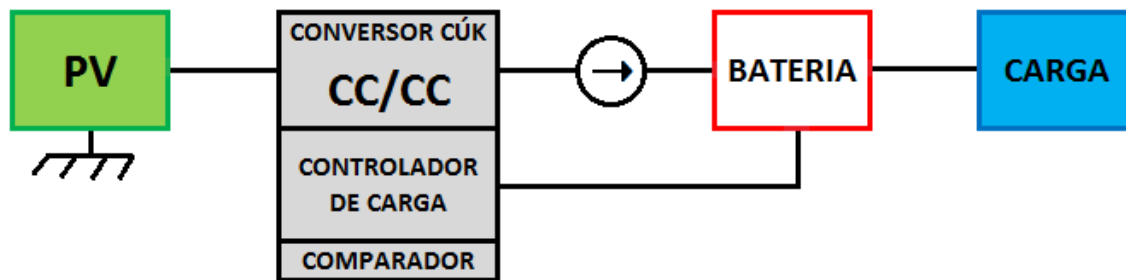 PV
CONVERSOR CÚK
CC/CC
CONTROLADOR
DE CARGA
COMPARADOR
BATERIA
CARGA